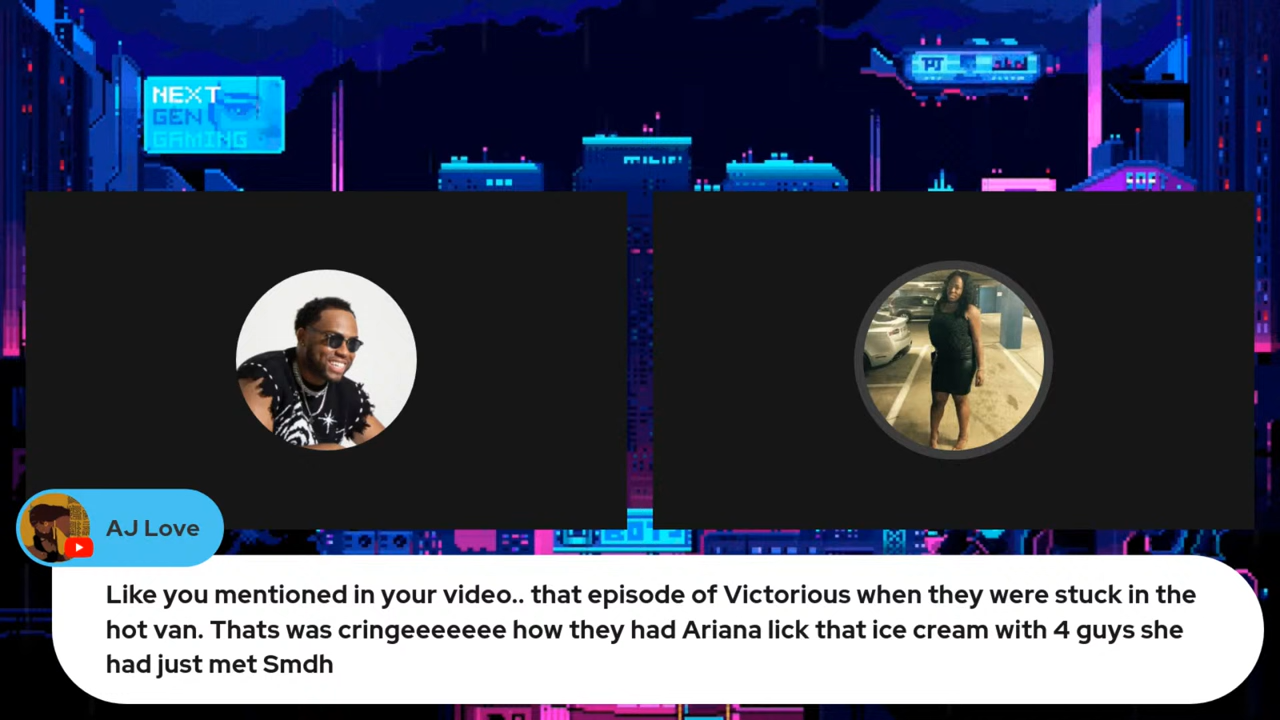 NEXT
GEN
GAMING
AJ Love
Like you mentioned in your video.. that episode of Victorious when they were stuck in the
hot van. Thats was cringeeeeeee how they had Ariana lick that ice cream with 4 guys she
had just met Smdh